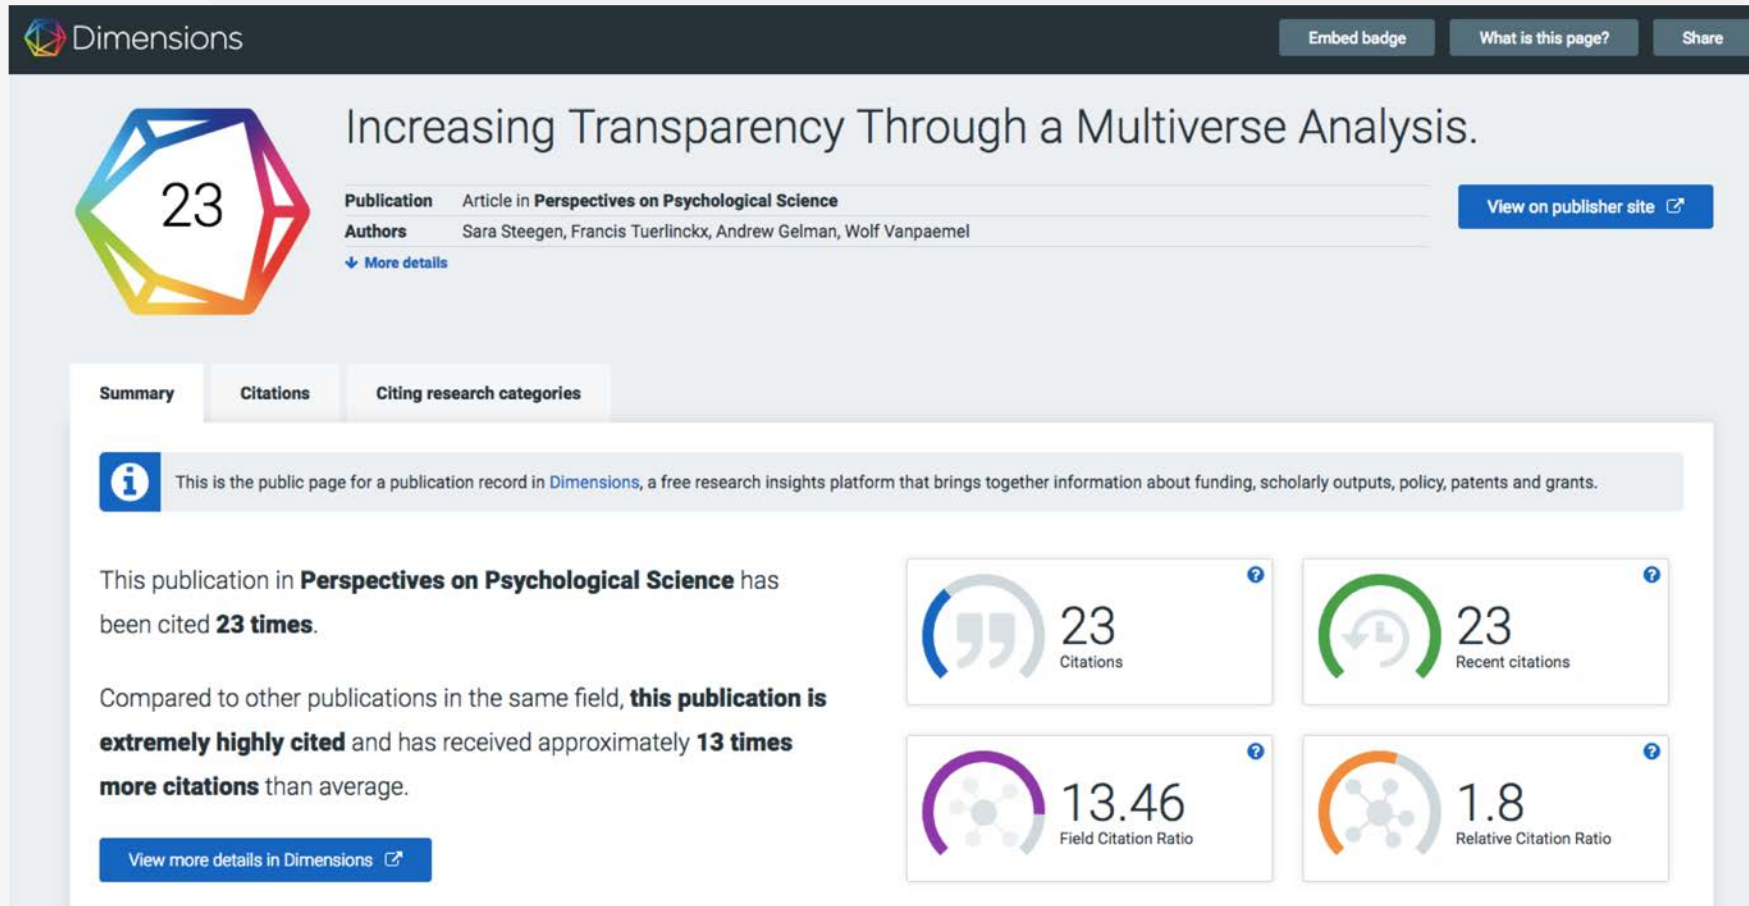 Dimensions
Embed badge
What is this page?
Share
23
Increasing Transparency Through a Multiverse Analysis.
Publication Article in Perspectives on Psychological Science
Authors Sara Steegen, Francis Tuerlinckx, Andrew Gelman, Wolf Vanpaemel
More details
View on publisher site
Summary
Citations
Citing research categories
This is the public page for a publication record in Dimensions, a free research insights platform that brings together information about funding, scholarly outputs, policy, patents and grants.
This publication in Perspectives on Psychological Science has
been cited 23 times.
Compared to other publications in the same field, this publication is
extremely highly cited and has received approximately 13 times
more citations than average.
View more details in Dimensions
23
Citations
23
Recent citations
13.46
Field Citation Ratio
1.8
Relative Citation Ratio